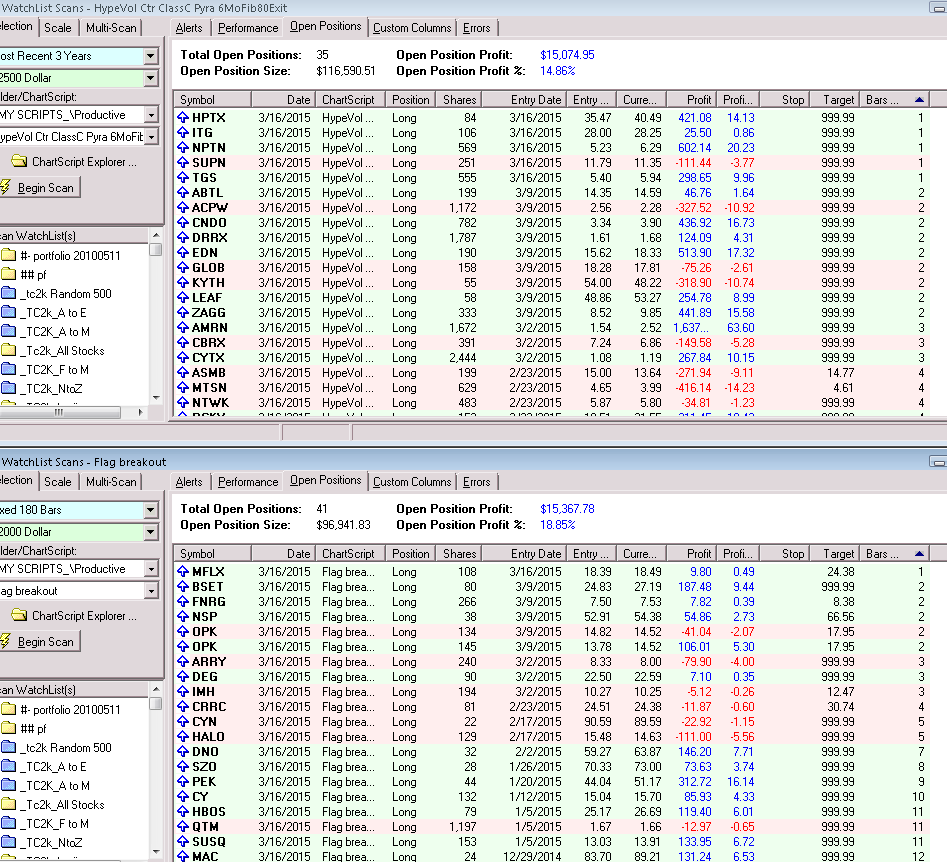 WatchList Scans - HypeVol Ctr ClassC Pyra 6MoFib80Exit
election Scale Multi-Scan
ost Recent 3 Years
2500 Dollar
lder/ChartScript:
MY SCRIPTS_\Productive
ypeVol Ctr ClassC Pyra 6MoFit
ChartScript Explorer ...
Begin Scan
can WatchList(s)
#- portfolio 20100511
## pf
_tc2k Random 500
_TC2K_A to E
_TC2K_A to M
_Tc2k_All Stocks
_TC2K_F to M
_TC2k_NtoZ
Alerts Performance Open Positions Custom Columns Errors
Total Open Positions: 35 Open Position Profit: $15,074.95
Open Position Size: $116,590.51 Open Position Profit %: 14.86%
Symbol Date ChartScript Position Shares Entry Date Entry ... Curre... Profit Profi... Stop Target Bars ...
HPTX 3/16/2015 HypeVol ... Long 84 3/16/2015 35.47 40.49 421.08 14.13 999.99 1
ITG 3/16/2015 HypeVol ... Long 106 3/16/2015 28.00 28.25 25.50 0.86 999.99 1
NPTN 3/16/2015 HypeVol ... Long 569 3/16/2015 5.23 6.29 602.14 20.23 999.99 1
SUPN 3/16/2015 HypeVol ... Long 251 3/16/2015 11.79 11.35 -111.44 -3.77 999.99 1
TGS 3/16/2015 HypeVol ... Long 555 3/16/2015 5.40 5.94 298.65 9.96 999.99 1
ABTL 3/16/2015 HypeVol ... Long 199 3/9/2015 14.35 14.59 46.76 1.64 999.99 2
ACPW 3/16/2015 HypeVol ... Long 1,172 3/9/2015 2.56 2.28 -327.52 -10.92 999.99 2
CNDO 3/16/2015 HypeVol ... Long 782 3/9/2015 3.34 3.90 436.92 16.73 999.99 2
DRRX 3/16/2015 HypeVol ... Long 1,787 3/9/2015 1.61 1.68 124.09 4.31 999.99 2
EDN 3/16/2015 HypeVol ... Long 190 3/9/2015 15.62 18.33 513.90 17.32 999.99 2
GLOB 3/16/2015 HypeVol ... Long 158 3/9/2015 18.28 17.81 -75.26 -2.61 999.99 2
KYTH 3/16/2015 HypeVol ... Long 55 3/9/2015 54.00 48.22 -318.90 -10.74 999.99 2
LEAF 3/16/2015 HypeVol ... Long 58 3/9/2015 48.86 53.27 254.78 8.99 999.99 2
ZAGG 3/16/2015 HypeVol ... Long 333 3/9/2015 8.52 9.85 441.89 15.58 999.99 2
AMRN 3/16/2015 HypeVol ... Long 1,672 3/2/2015 1.54 2.52 1,637... 63.60 999.99 3
CBRX 3/16/2015 HypeVol ... Long 391 3/2/2015 7.24 6.86 -149.58 -5.28 999.99 3
CYTX 3/16/2015 HypeVol ... Long 2,444 3/2/2015 1.08 1.19 267.84 10.15 999.99 3
ASMB 3/16/2015 HypeVol ... Long 199 2/23/2015 15.00 13.64 -271.94 -9.11 14.77 4
MTSN 3/16/2015 HypeVol ... Long 629 2/23/2015 4.65 3.99 -416.14 -14.23 4.61 4
NTWK 3/16/2015 HypeVol ... Long 483 2/23/2015 5.87 5.80 -34.81 -1.23 999.99 4
WatchList Scans - Flag breakout
election Scale Multi-Scan
xed 180 Bars
2000 Dollar
lder/ChartScript:
MY SCRIPTS_\Productive
lag breakout
ChartScript Explorer ...
Begin Scan
can WatchList(s)
#- portfolio 20100511
## pf
_tc2k Random 500
_TC2K_A to E
_TC2K_A to M
_Tc2k_All Stocks
_TC2K_F to M
_TC2k_NtoZ
Alerts Performance Open Positions Custom Columns Errors
Total Open Positions: 41 Open Position Profit: $15,367.78
Open Position Size: $96,941.83 Open Position Profit %: 18.85%
Symbol Date ChartScript Position Shares Entry Date Entry ... Curre... Profit Profi... Stop Target Bars ...
MFLX 3/16/2015 Flag brea... Long 108 3/16/2015 18.39 18.49 9.80 0.49 24.38 1
BSET 3/16/2015 Flag brea... Long 80 3/9/2015 24.83 27.19 187.48 9.44 999.99 2
FNRG 3/16/2015 Flag brea... Long 266 3/9/2015 7.50 7.53 7.82 0.39 8.38 2
NSP 3/16/2015 Flag brea... Long 38 3/9/2015 52.91 54.38 54.86 2.73 66.56 2
OPK 3/16/2015 Flag brea... Long 134 3/9/2015 14.82 14.52 -41.04 -2.07 17.95 2
OPK 3/16/2015 Flag brea... Long 145 3/9/2015 13.78 14.52 106.01 5.30 17.95 2
ARRY 3/16/2015 Flag brea... Long 240 3/2/2015 8.33 8.00 -79.90 -4.00 999.99 3
DEG 3/16/2015 Flag brea... Long 90 3/2/2015 22.50 22.59 7.10 0.35 999.99 3
IMH 3/16/2015 Flag brea... Long 194 3/2/2015 10.27 10.25 -5.12 -0.26 12.47 3
CRRC 3/16/2015 Flag brea... Long 81 2/23/2015 24.51 24.38 -11.87 -0.60 30.74 4
CYN 3/16/2015 Flag brea... Long 22 2/17/2015 90.59 89.59 -22.92 -1.15 999.99 5
HALO 3/16/2015 Flag brea... Long 129 2/17/2015 15.48 14.63 -111.00 -5.56 999.99 5
DNO 3/16/2015 Flag brea... Long 32 2/2/2015 59.27 63.87 146.20 7.71 999.99 7
SZO 3/16/2015 Flag brea... Long 28 1/26/2015 70.33 73.00 73.63 3.74 999.99 8
PEK 3/16/2015 Flag brea... Long 44 1/20/2015 44.04 51.17 312.72 16.14 999.99 9
CY 3/16/2015 Flag brea... Long 132 1/12/2015 15.04 15.70 85.93 4.33 999.99 10
HBOS 3/16/2015 Flag brea... Long 79 1/5/2015 25.17 26.69 119.40 6.01 999.99 11
QTM 3/16/2015 Flag brea... Long 1,197 1/5/2015 1.67 1.66 -12.97 -0.65 999.99 11
SUSQ 3/16/2015 Flag brea... Long 153 1/5/2015 13.03 13.91 133.95 6.72 999.99 11
MAC 3/16/2015 Flag brea... Long 24 12/29/2014 83.70 89.21 131.24 6.53 999.99 12